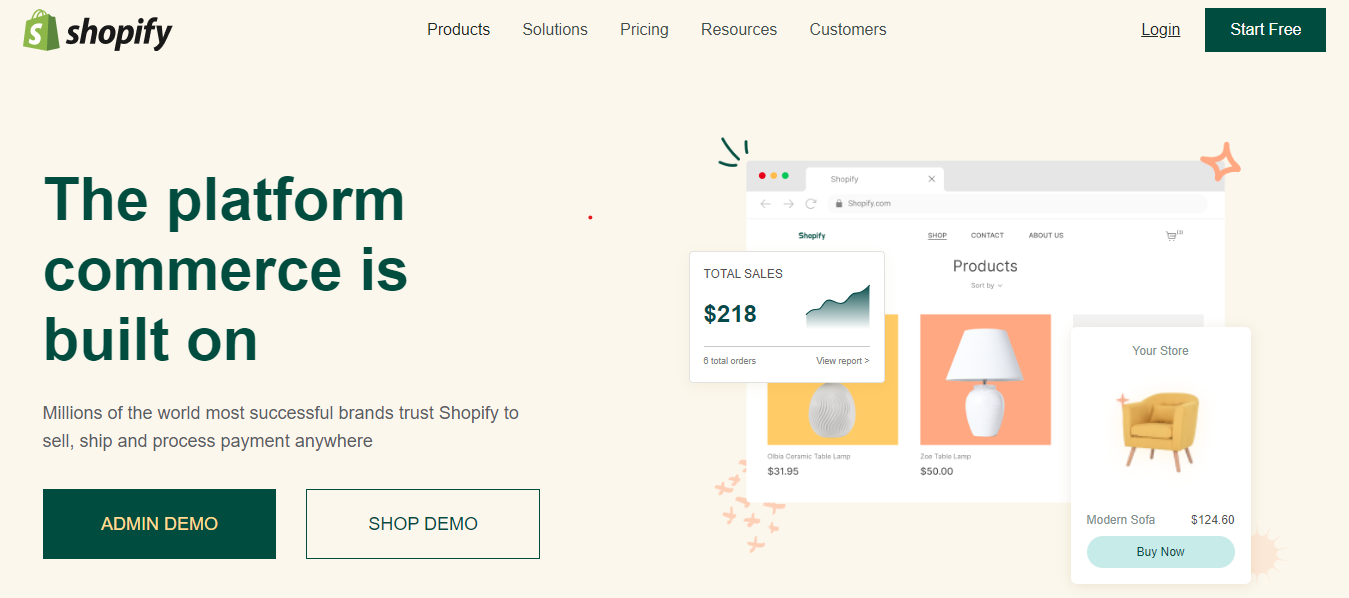 shopify
Products Solutions Pricing Resources Customers
Login
Start Free
The platform
commerce is
built on
Millions of the world most successful brands trust Shopify to
sell, ship and process payment anywhere
ADMIN DEMO
SHOP DEMO
Shopify
Shopify.com
Shopify
SHOP CONTACT ABOUT US
Products
Sort by
TOTAL SALES
$218
6 total orders
View report >
Olbia Ceramic Table Lamp
$31.95
Zoe Table Lamp
$50.00
Your Store
Modern Sofa $124.60
Buy Now